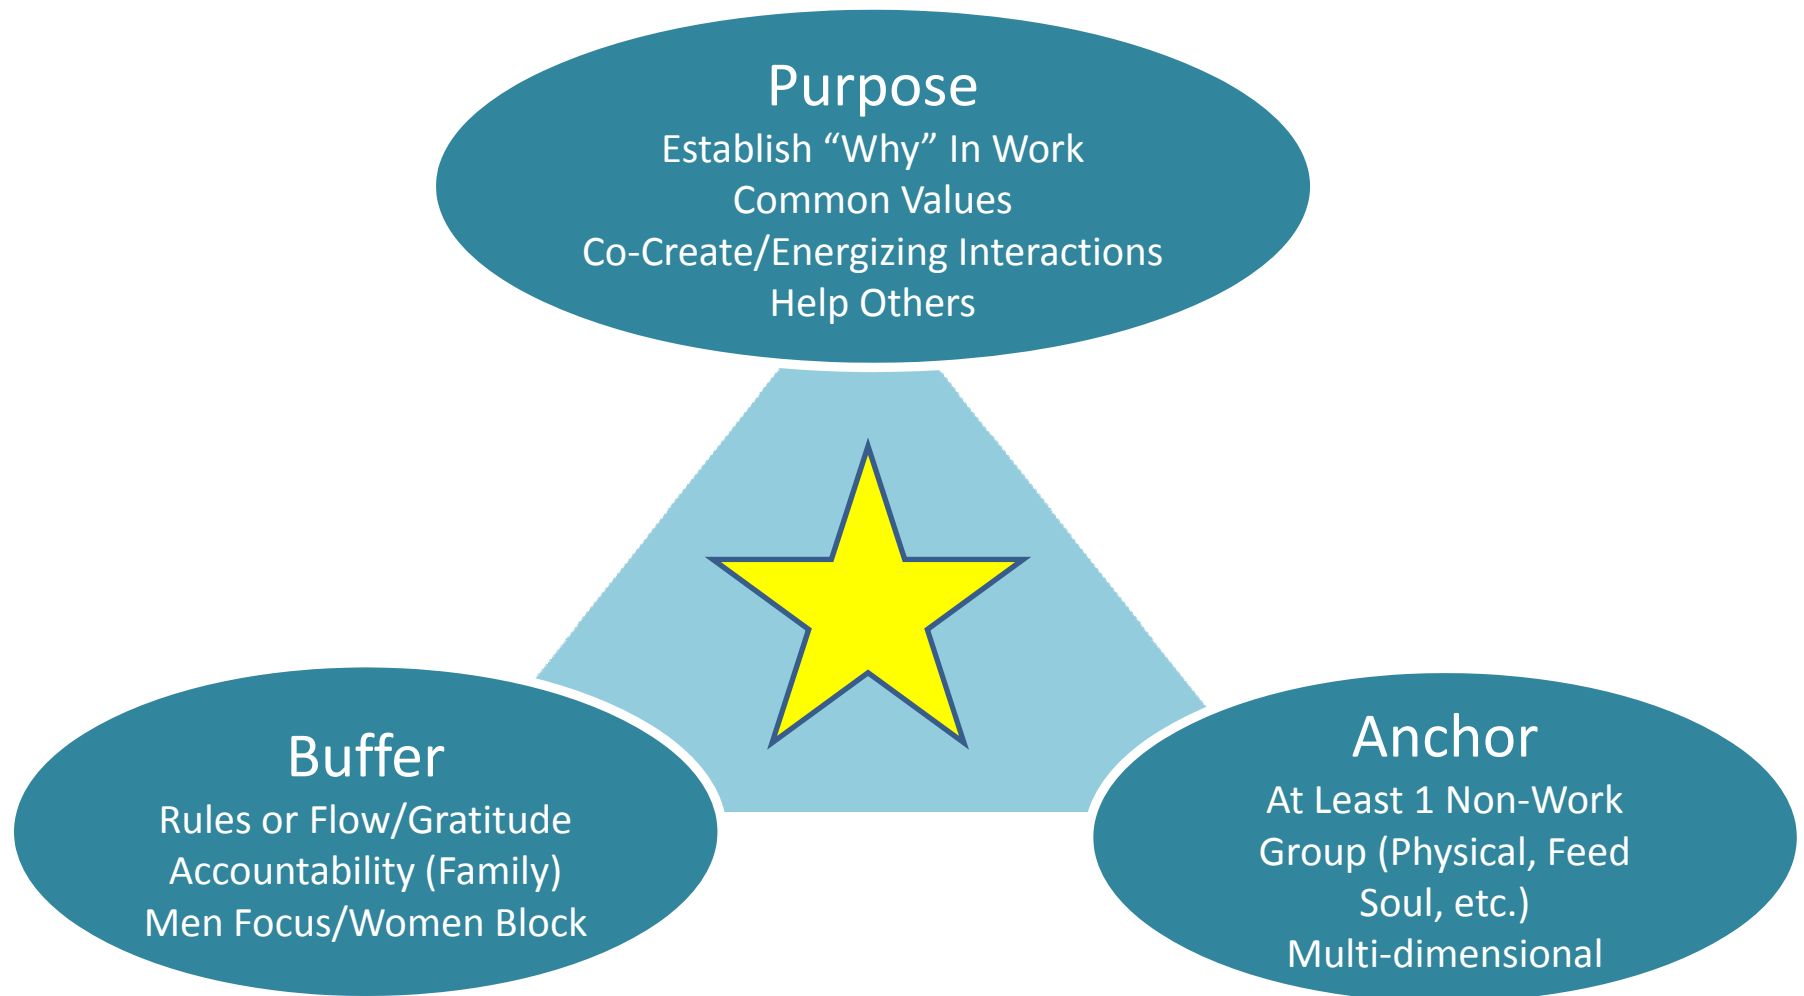 Purpose
Establish “Why” In Work
Common Values
Co-Create/Energizing Interactions
Help Others
Buffer
Rules or Flow/Gratitude
Accountability (Family)
Men Focus/Women Block
Anchor
At Least 1 Non-Work
Group (Physical, Feed
Soul, etc.)
Multi-dimensional